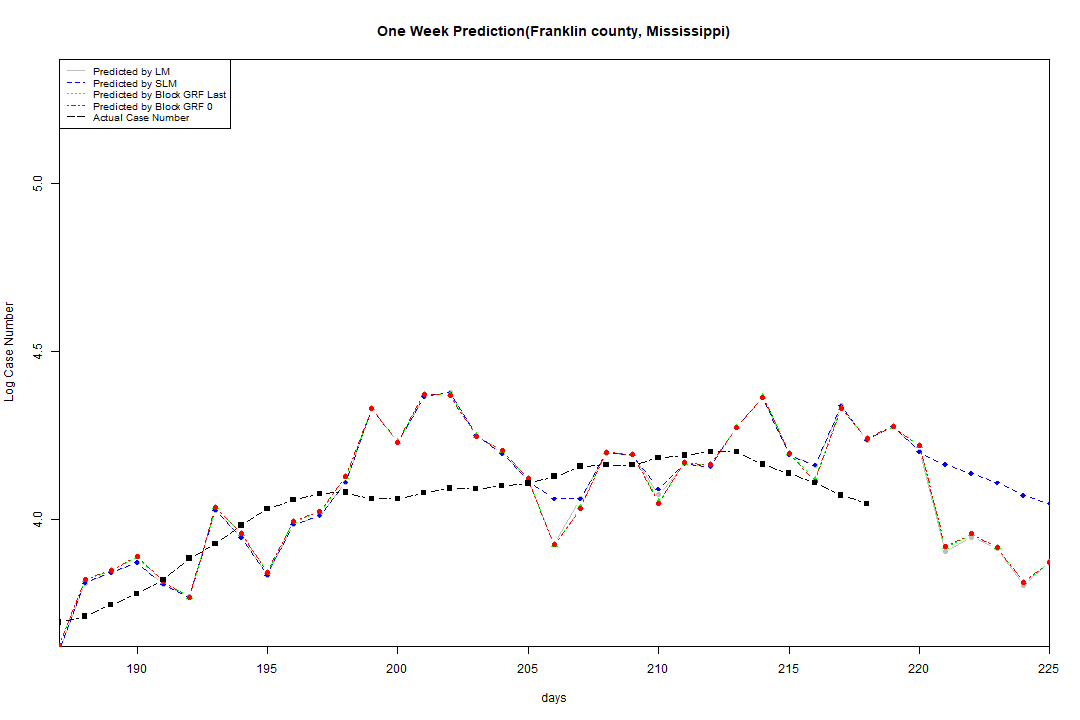 One Week Prediction(Franklin county, Mississippi)
Predicted by LM
Predicted by SLM
Predicted by Block GRF Last
Predicted by Block GRF 0
Actual Case Number
Log Case Number
5.0
4.5
4.0
190 195 200 205 210 215 220 225
days